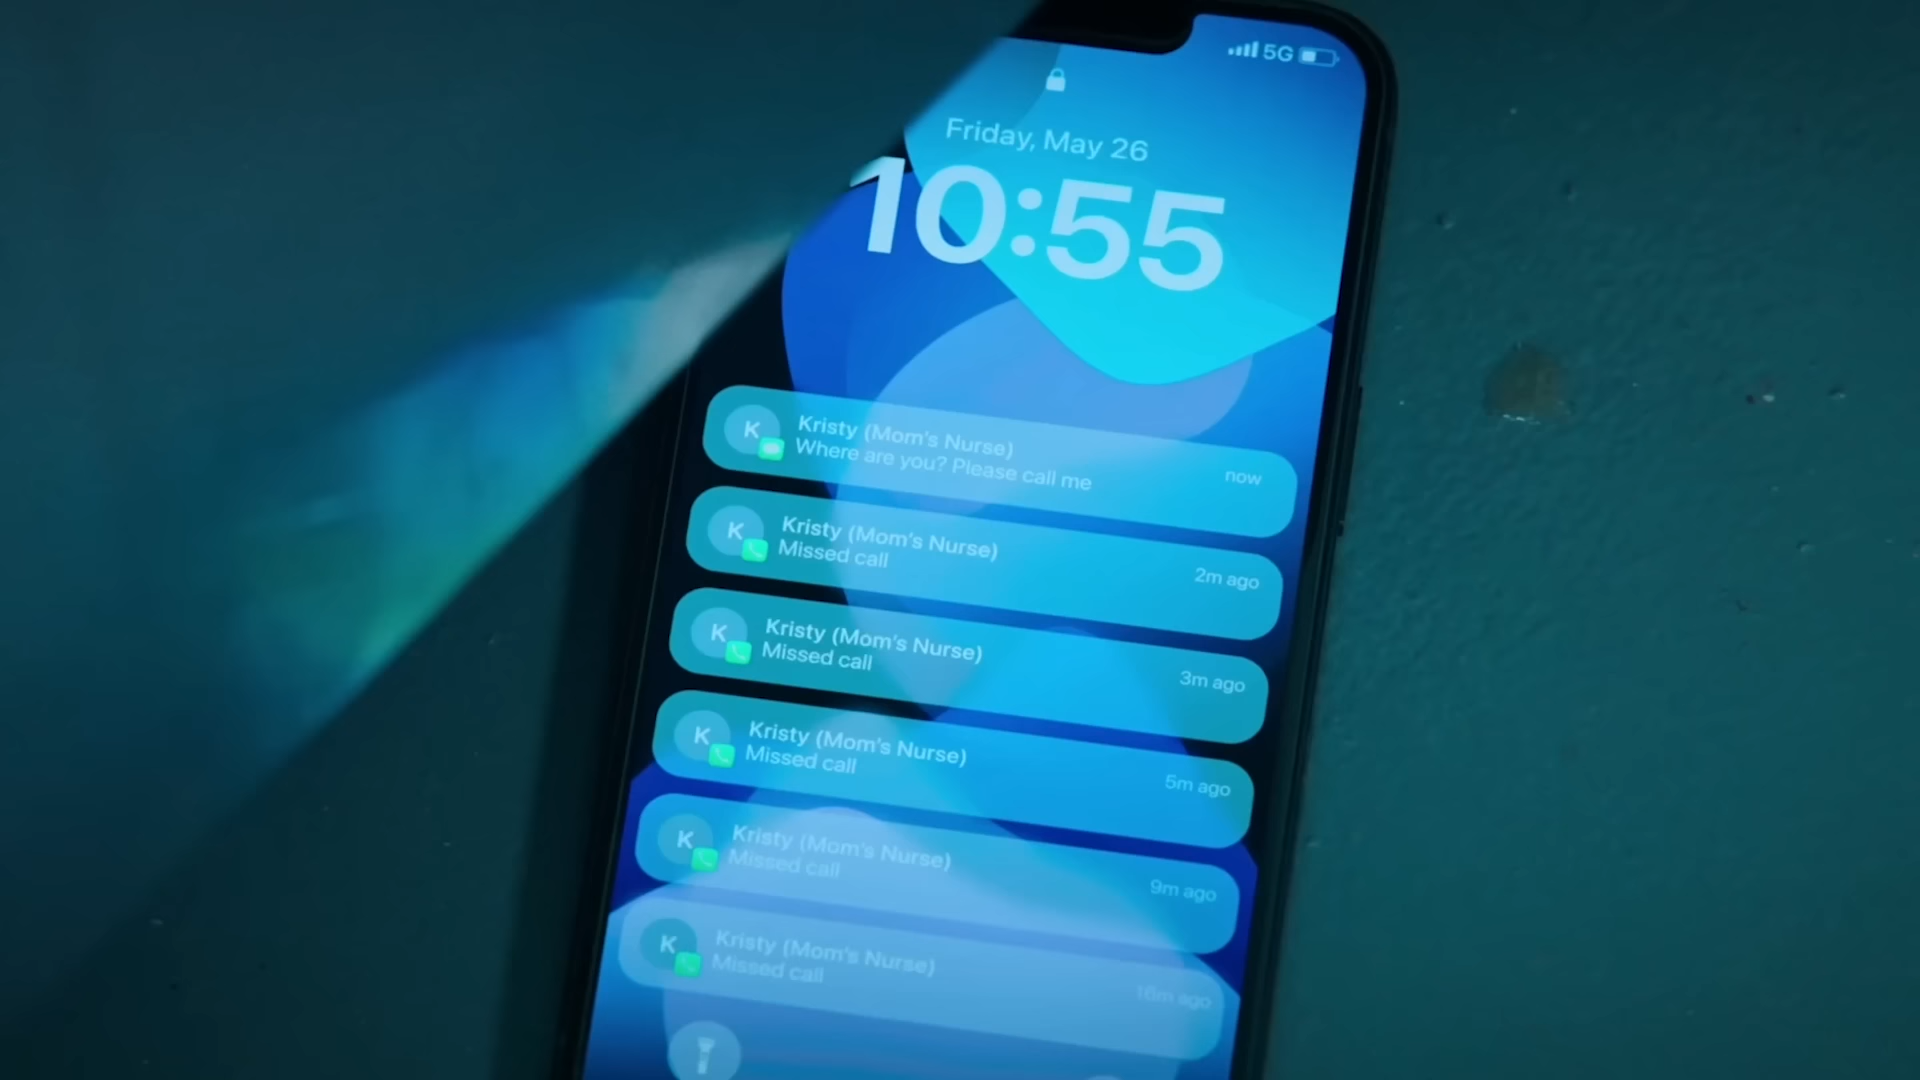 5G
Friday, May 26
10:55
K
Kristy (Mom's Nurse)
Where are you? Please call me
now
K
Kristy (Mom's Nurse)
Missed call
2m ago
K
Kristy (Mom's Nurse)
Missed call
3m ago
K
Kristy (Mom's Nurse)
Missed call
5m ago
K
Kristy (Mom's Nurse)
Missed call
9m ago
K
Kristy (Mom's Nurse)
Missed call
10m ago